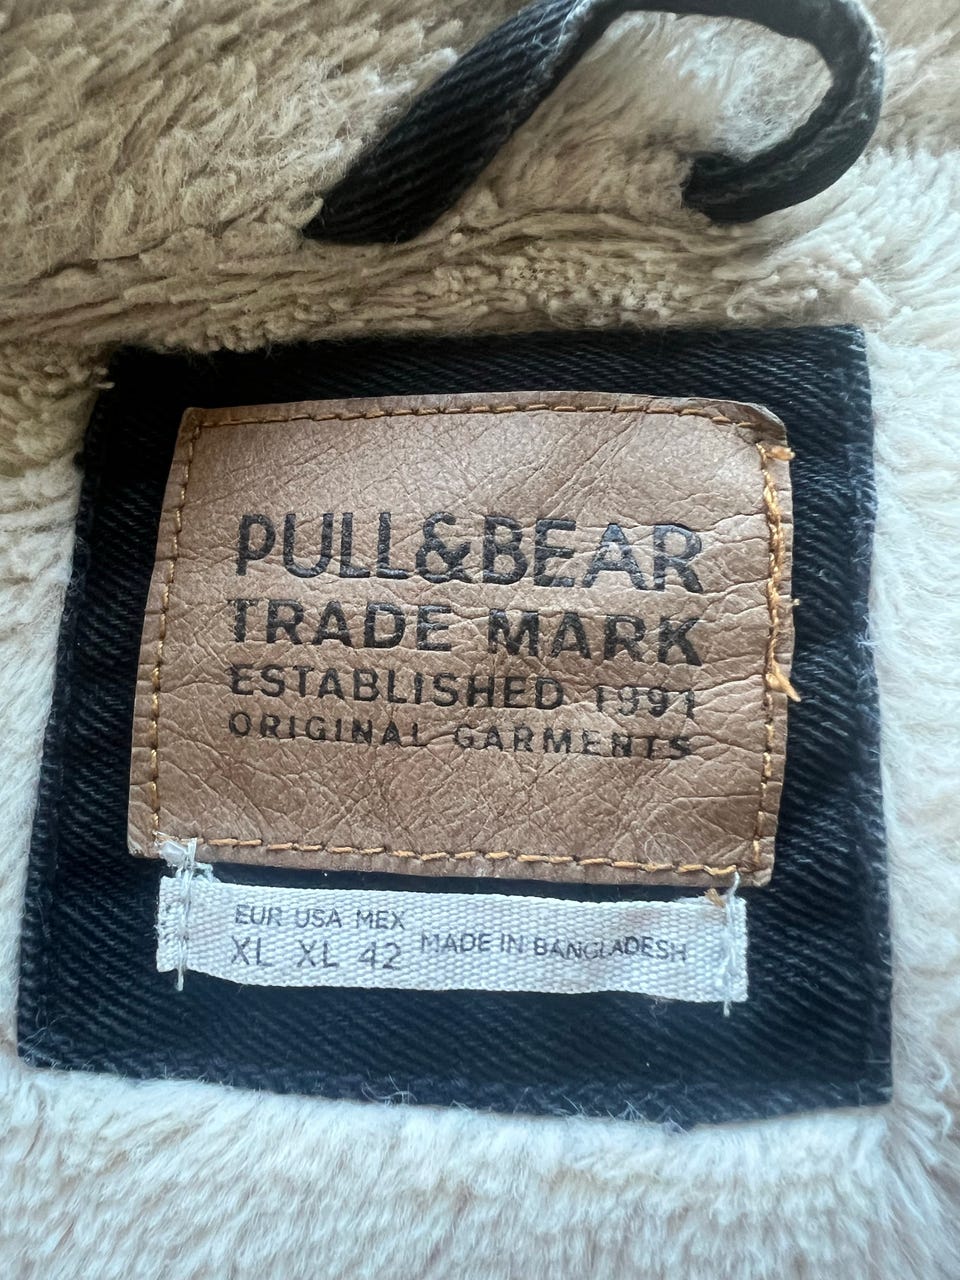 PULL&BEAR
TRADE MARK
ESTABLISHED 1991
ORIGINAL GARMENTS
EUR USA MEX
XL XL 42 MADE IN BANGLADESH